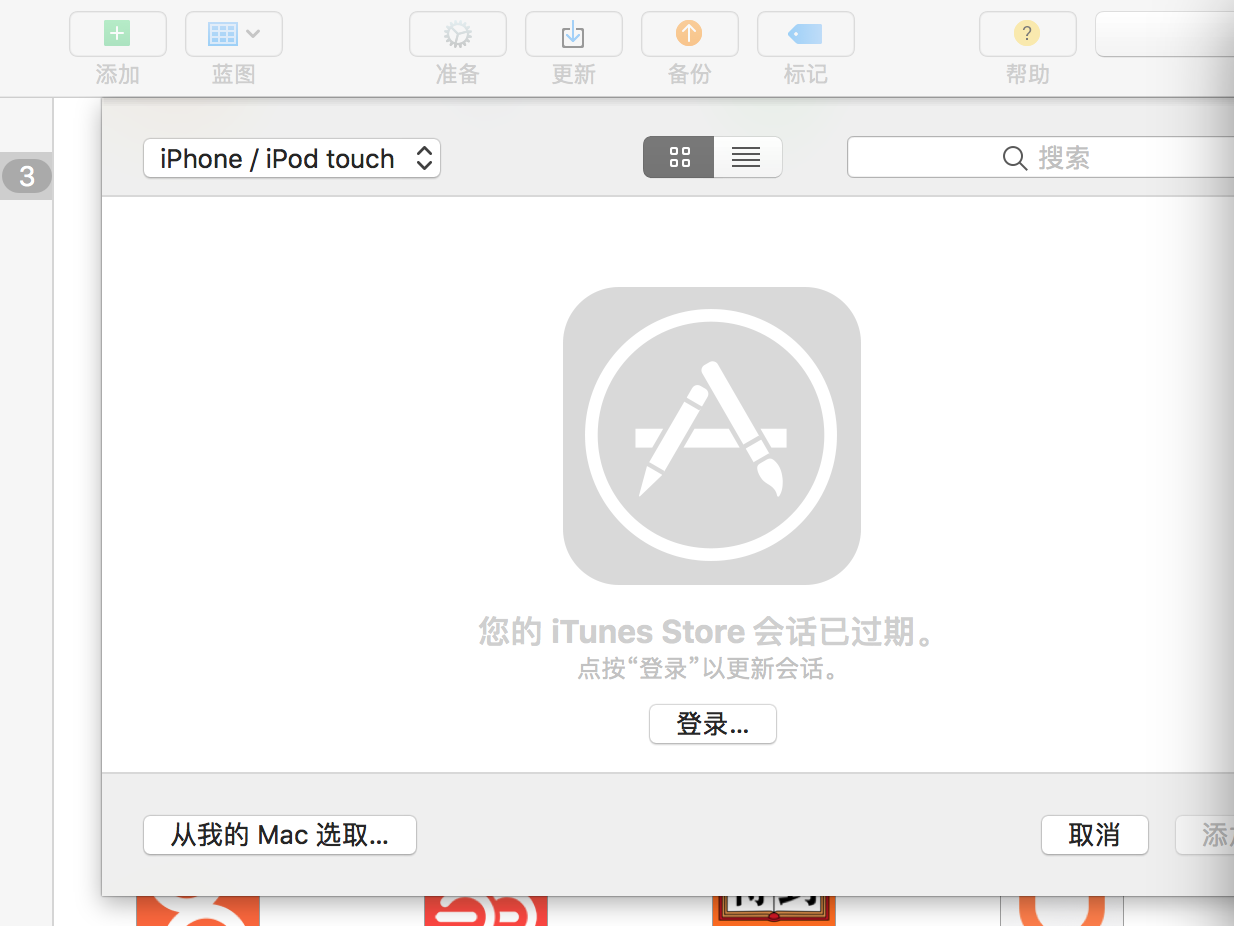 添加
蓝图
准备
更新
备份
标记
帮助
3
iPhone / iPod touch
搜索
您的 iTunes Store 会话已过期。
点按“登录”以更新会话。
登录...
从我的 Mac 选取...
取消
添